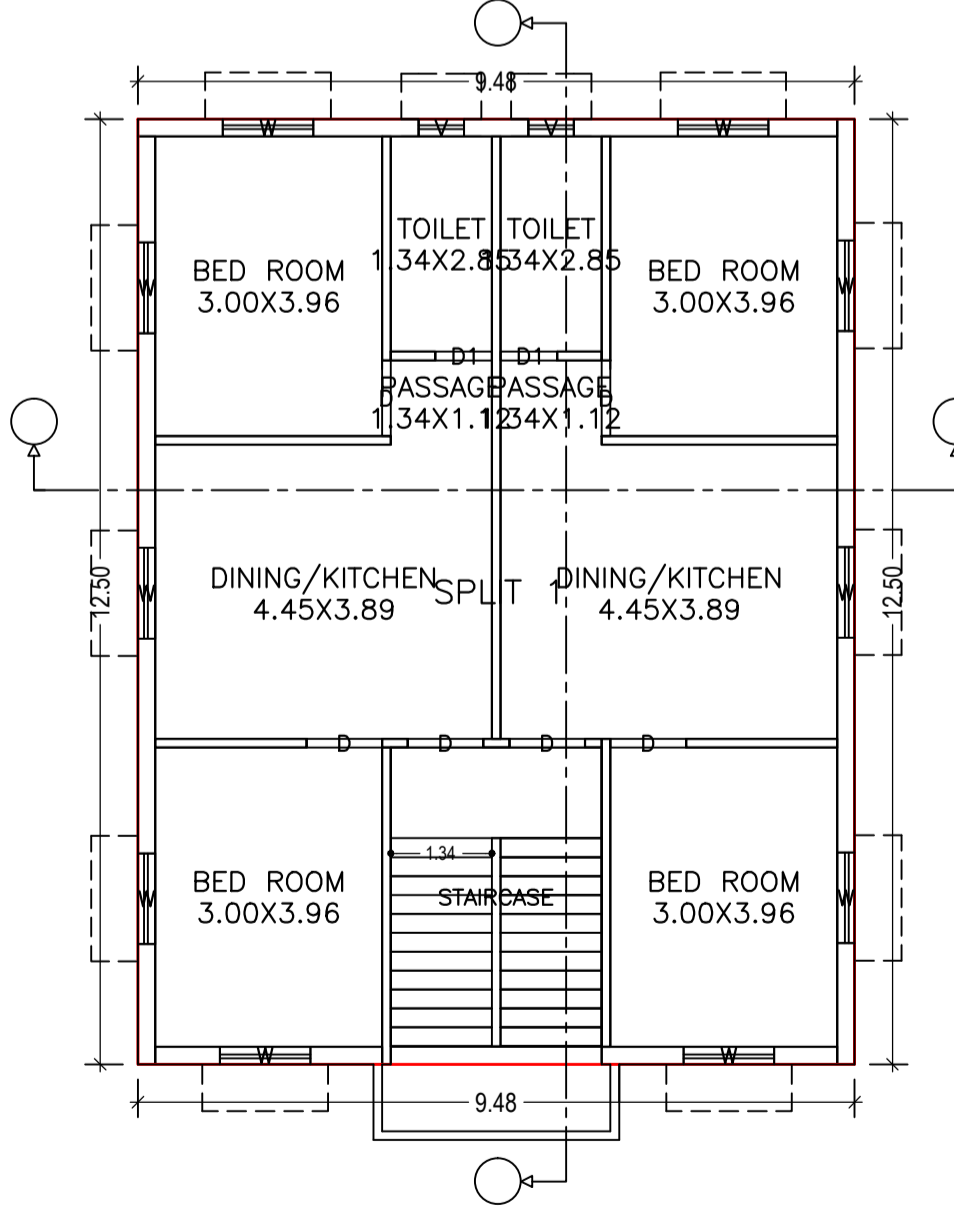 9.48
W
V
V
W
TOILET
1.34X2.85
TOILET
1.34X2.85
BED ROOM
3.00X3.96
BED ROOM
3.00X3.96
W
W
D1
D1
PASSAGE
1.34X1.12
PASSAGE
1.34X1.12
D
D
12.50
W
DINING/KITCHEN
4.45X3.89
SPLIT 1
DINING/KITCHEN
4.45X3.89
W
12.50
D
D
D
D
1.34
STAIRCASE
BED ROOM
3.00X3.96
BED ROOM
3.00X3.96
W
W
W
W
9.48